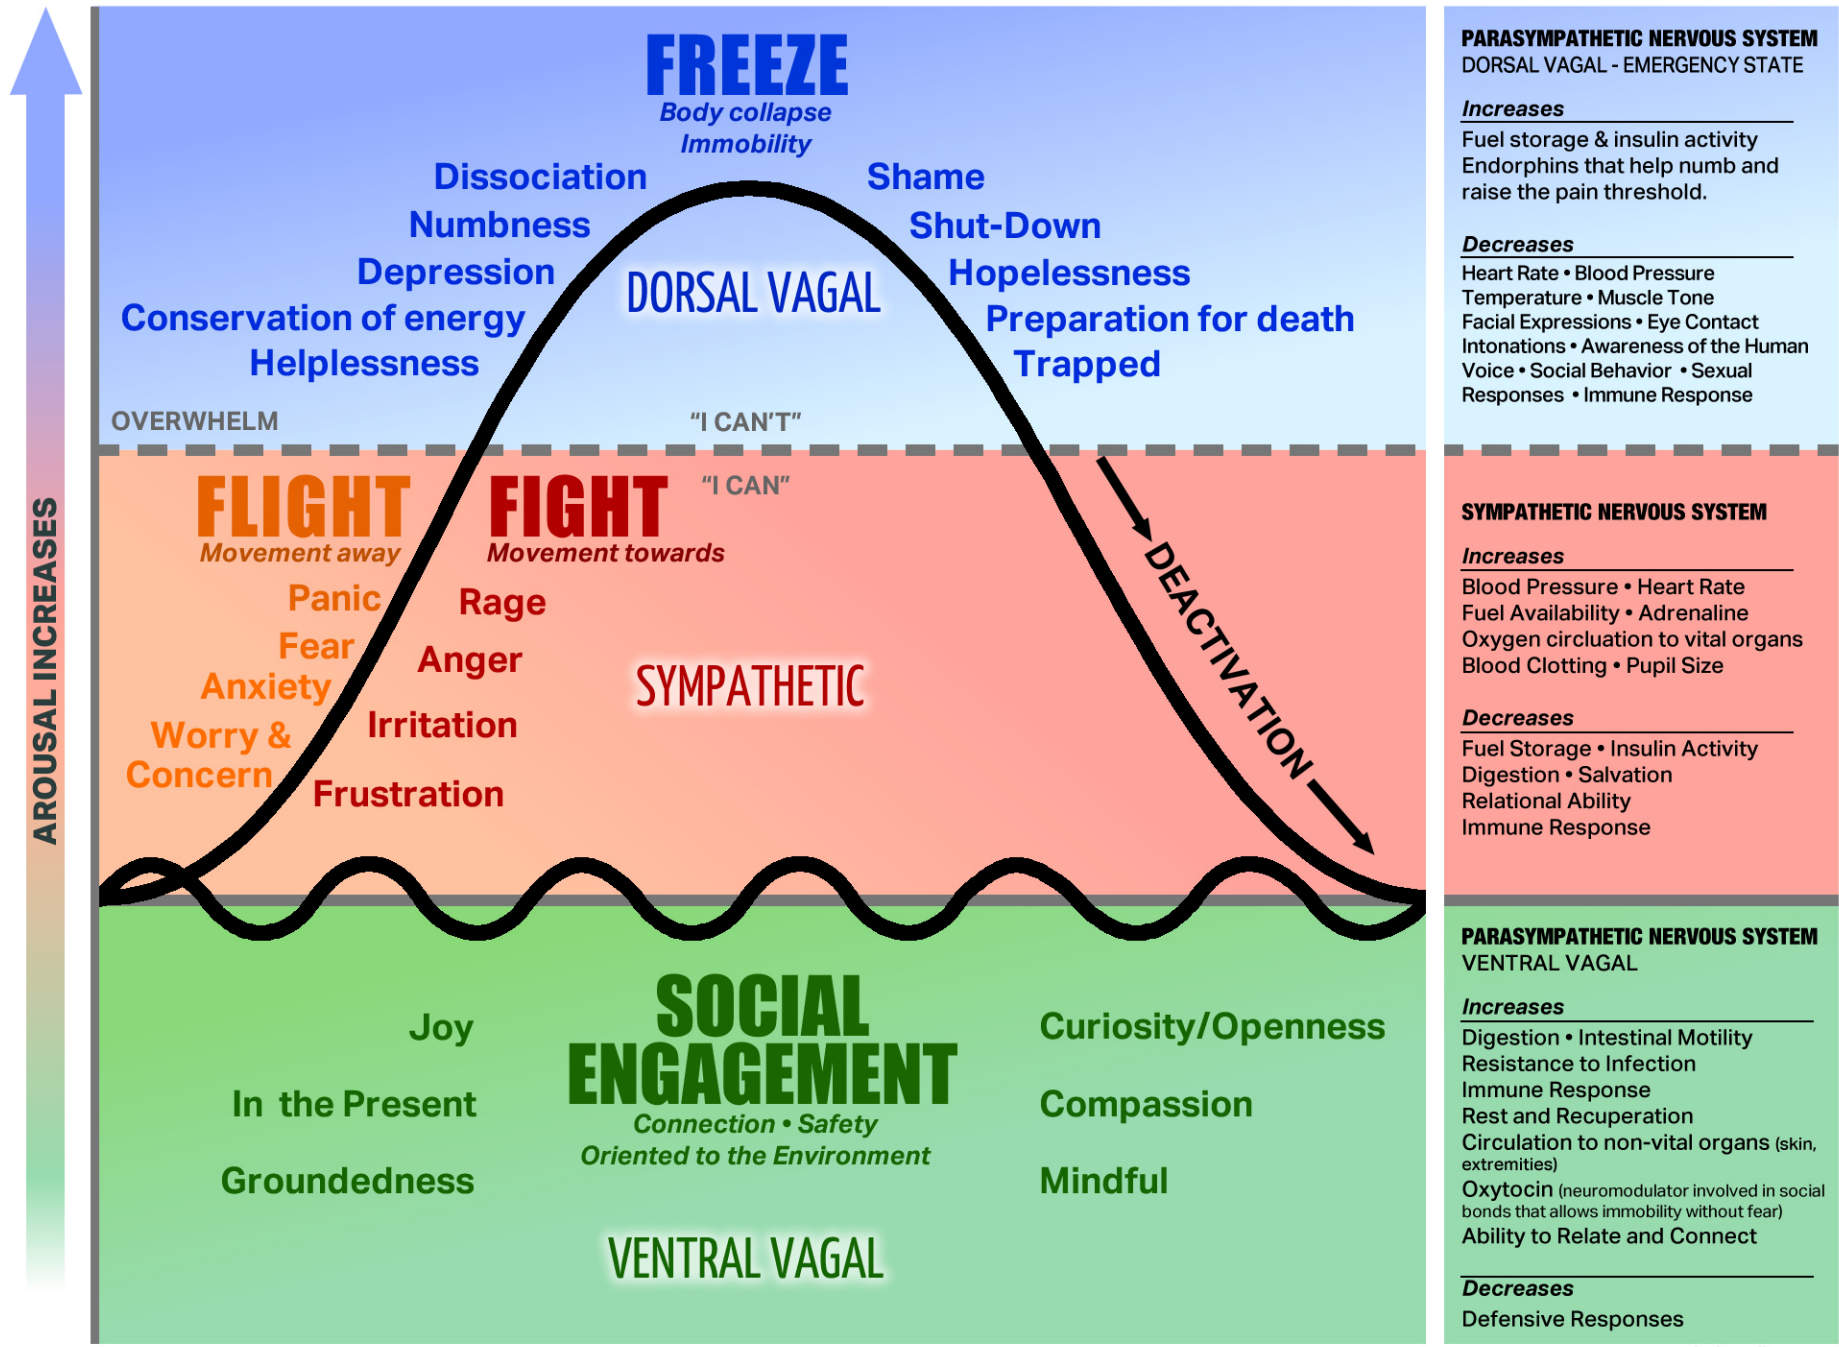 AROUSAL INCREASES
FREEZE
Body collapse
Immobility
Dissociation
Numbness
Depression
Conservation of energy
Helplessness
Shame
Shut-Down
Hopelessness
Preparation for death
Trapped
DORSAL VAGAL
OVERWHELM
“I CAN’T”
“I CAN”
FLIGHT
Movement away
Panic
Fear
Anxiety
Worry &
Concern
FIGHT
Movement towards
Rage
Anger
Irritation
Frustration
SYMPATHETIC
DEACTIVATION
SOCIAL
ENGAGEMENT
Connection • Safety
Oriented to the Environment
Joy
In the Present
Groundedness
Curiosity/Openness
Compassion
Mindful
VENTRAL VAGAL
PARASYMPATHETIC NERVOUS SYSTEM
DORSAL VAGAL - EMERGENCY STATE
Increases
Fuel storage & insulin activity
Endorphins that help numb and
raise the pain threshold.
Decreases
Heart Rate • Blood Pressure
Temperature • Muscle Tone
Facial Expressions • Eye Contact
Intonations • Awareness of the Human
Voice • Social Behavior • Sexual
Responses • Immune Response
SYMPATHETIC NERVOUS SYSTEM
Increases
Blood Pressure • Heart Rate
Fuel Availability • Adrenaline
Oxygen circluation to vital organs
Blood Clotting • Pupil Size
Decreases
Fuel Storage • Insulin Activity
Digestion • Salvation
Relational Ability
Immune Response
PARASYMPATHETIC NERVOUS SYSTEM
VENTRAL VAGAL
Increases
Digestion • Intestinal Motility
Resistance to Infection
Immune Response
Rest and Recuperation
Circulation to non-vital organs (skin,
extremities)
Oxytocin (neuromodulator involved in social
bonds that allows immobility without fear)
Ability to Relate and Connect
Decreases
Defensive Responses